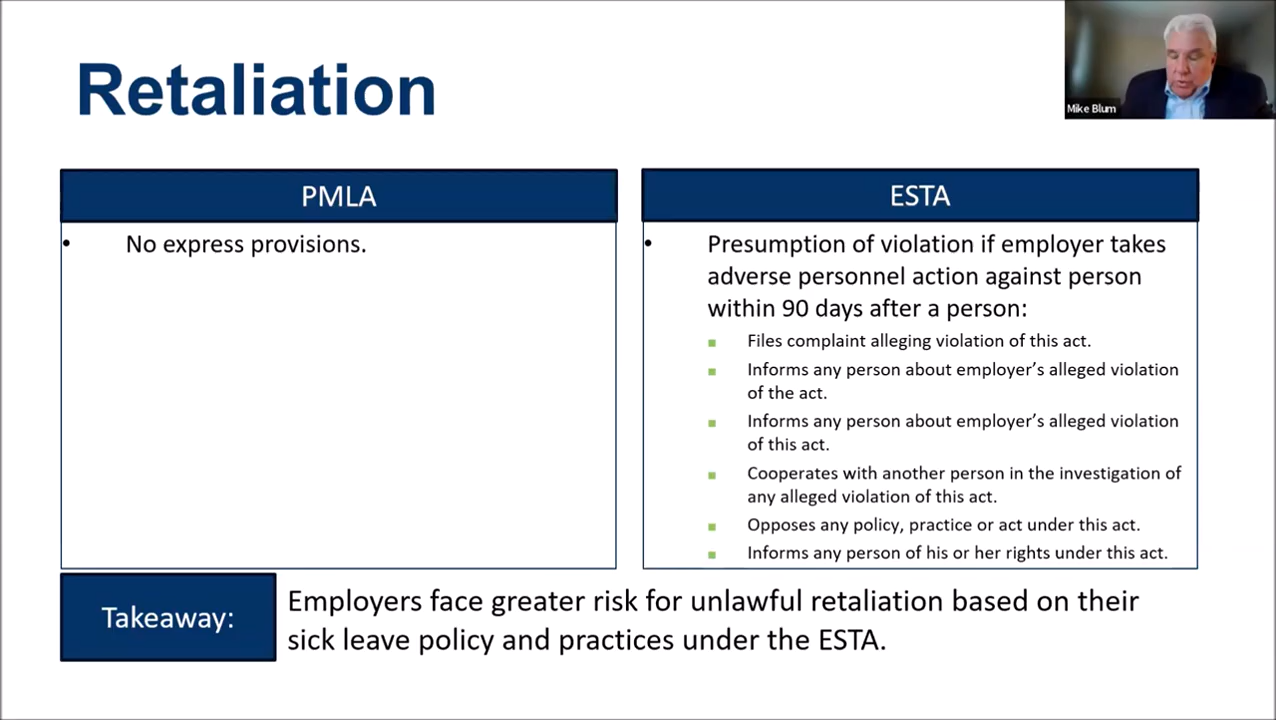 Retaliation
Mike Blum
PMLA
• No express provisions.
ESTA
• Presumption of violation if employer takes
adverse personnel action against person
within 90 days after a person:
▪ Files complaint alleging violation of this act.
▪ Informs any person about employer’s alleged violation
of the act.
▪ Informs any person about employer’s alleged violation
of this act.
▪ Cooperates with another person in the investigation of
any alleged violation of this act.
▪ Opposes any policy, practice or act under this act.
▪ Informs any person of his or her rights under this act.
Takeaway:
Employers face greater risk for unlawful retaliation based on their
sick leave policy and practices under the ESTA.